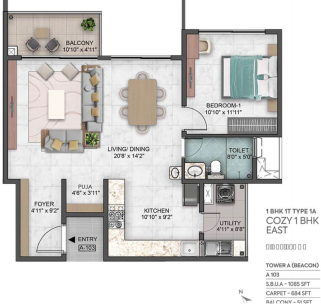 BALCONY
10'10" x 4'11"
BEDROOM-1
10'10" x 11'11"
LIVING/ DINING
20'8" x 14'2"
TOILET
8'0" x 5'0"
FOYER
4'11" x 9'2"
PUJA
4'6" x 3'11"
KITCHEN
10'10" x 9'2"
UTILITY
4'11" x 8'8"
ENTRY
A-103
N
1 BHK 1T TYPE 1A
COZY 1 BHK
EAST
TOWER A (BEACON)
A 103
S.B.U.A - 1085 SFT
CARPET - 684 SFT
BALCONY - 51 SFT